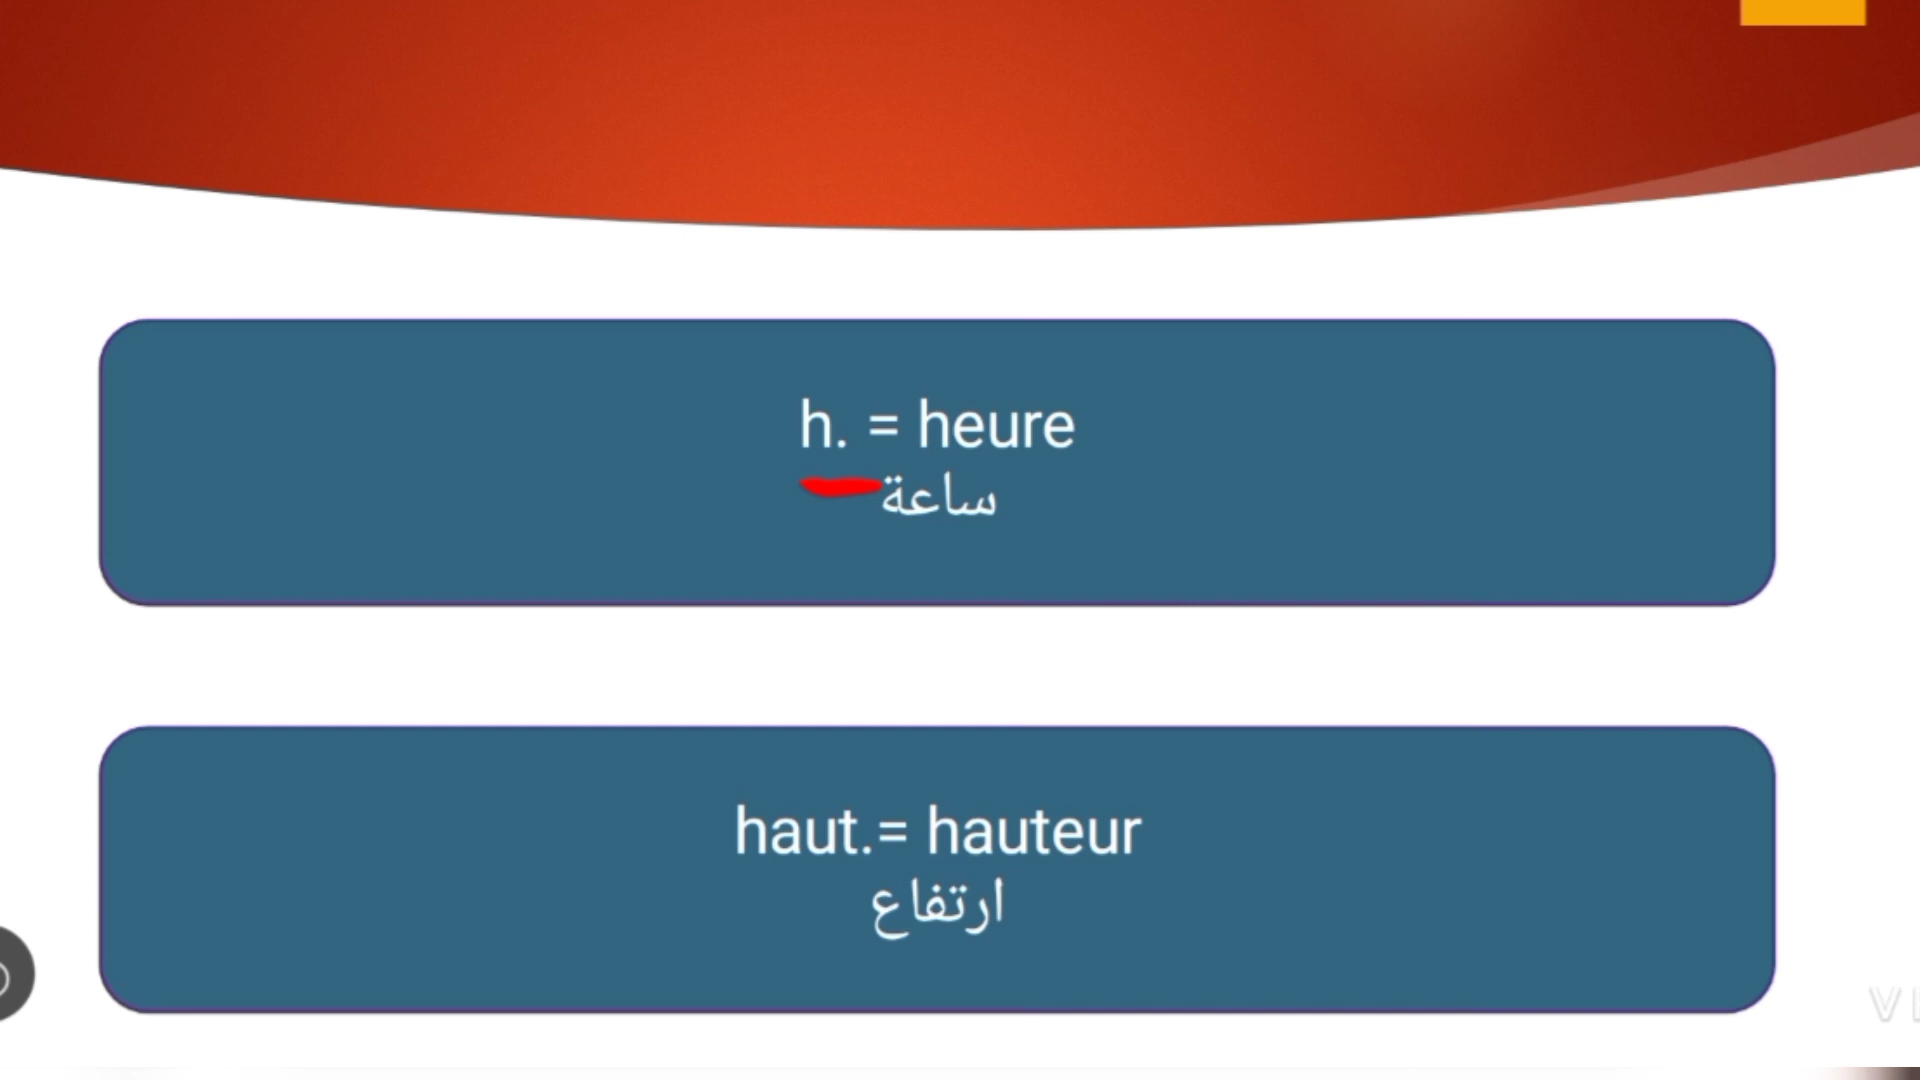 h. = heure
ساعة
haut.= hauteur
ارتفاع